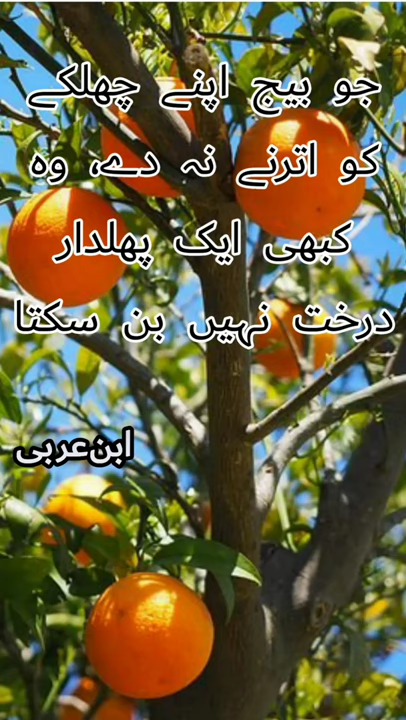 جو بیج اپنے چھلکے
کو اترنے نہ دے، وہ
کبھی ایک پھلدار
درخت نہیں بن سکتا
ابن عربی